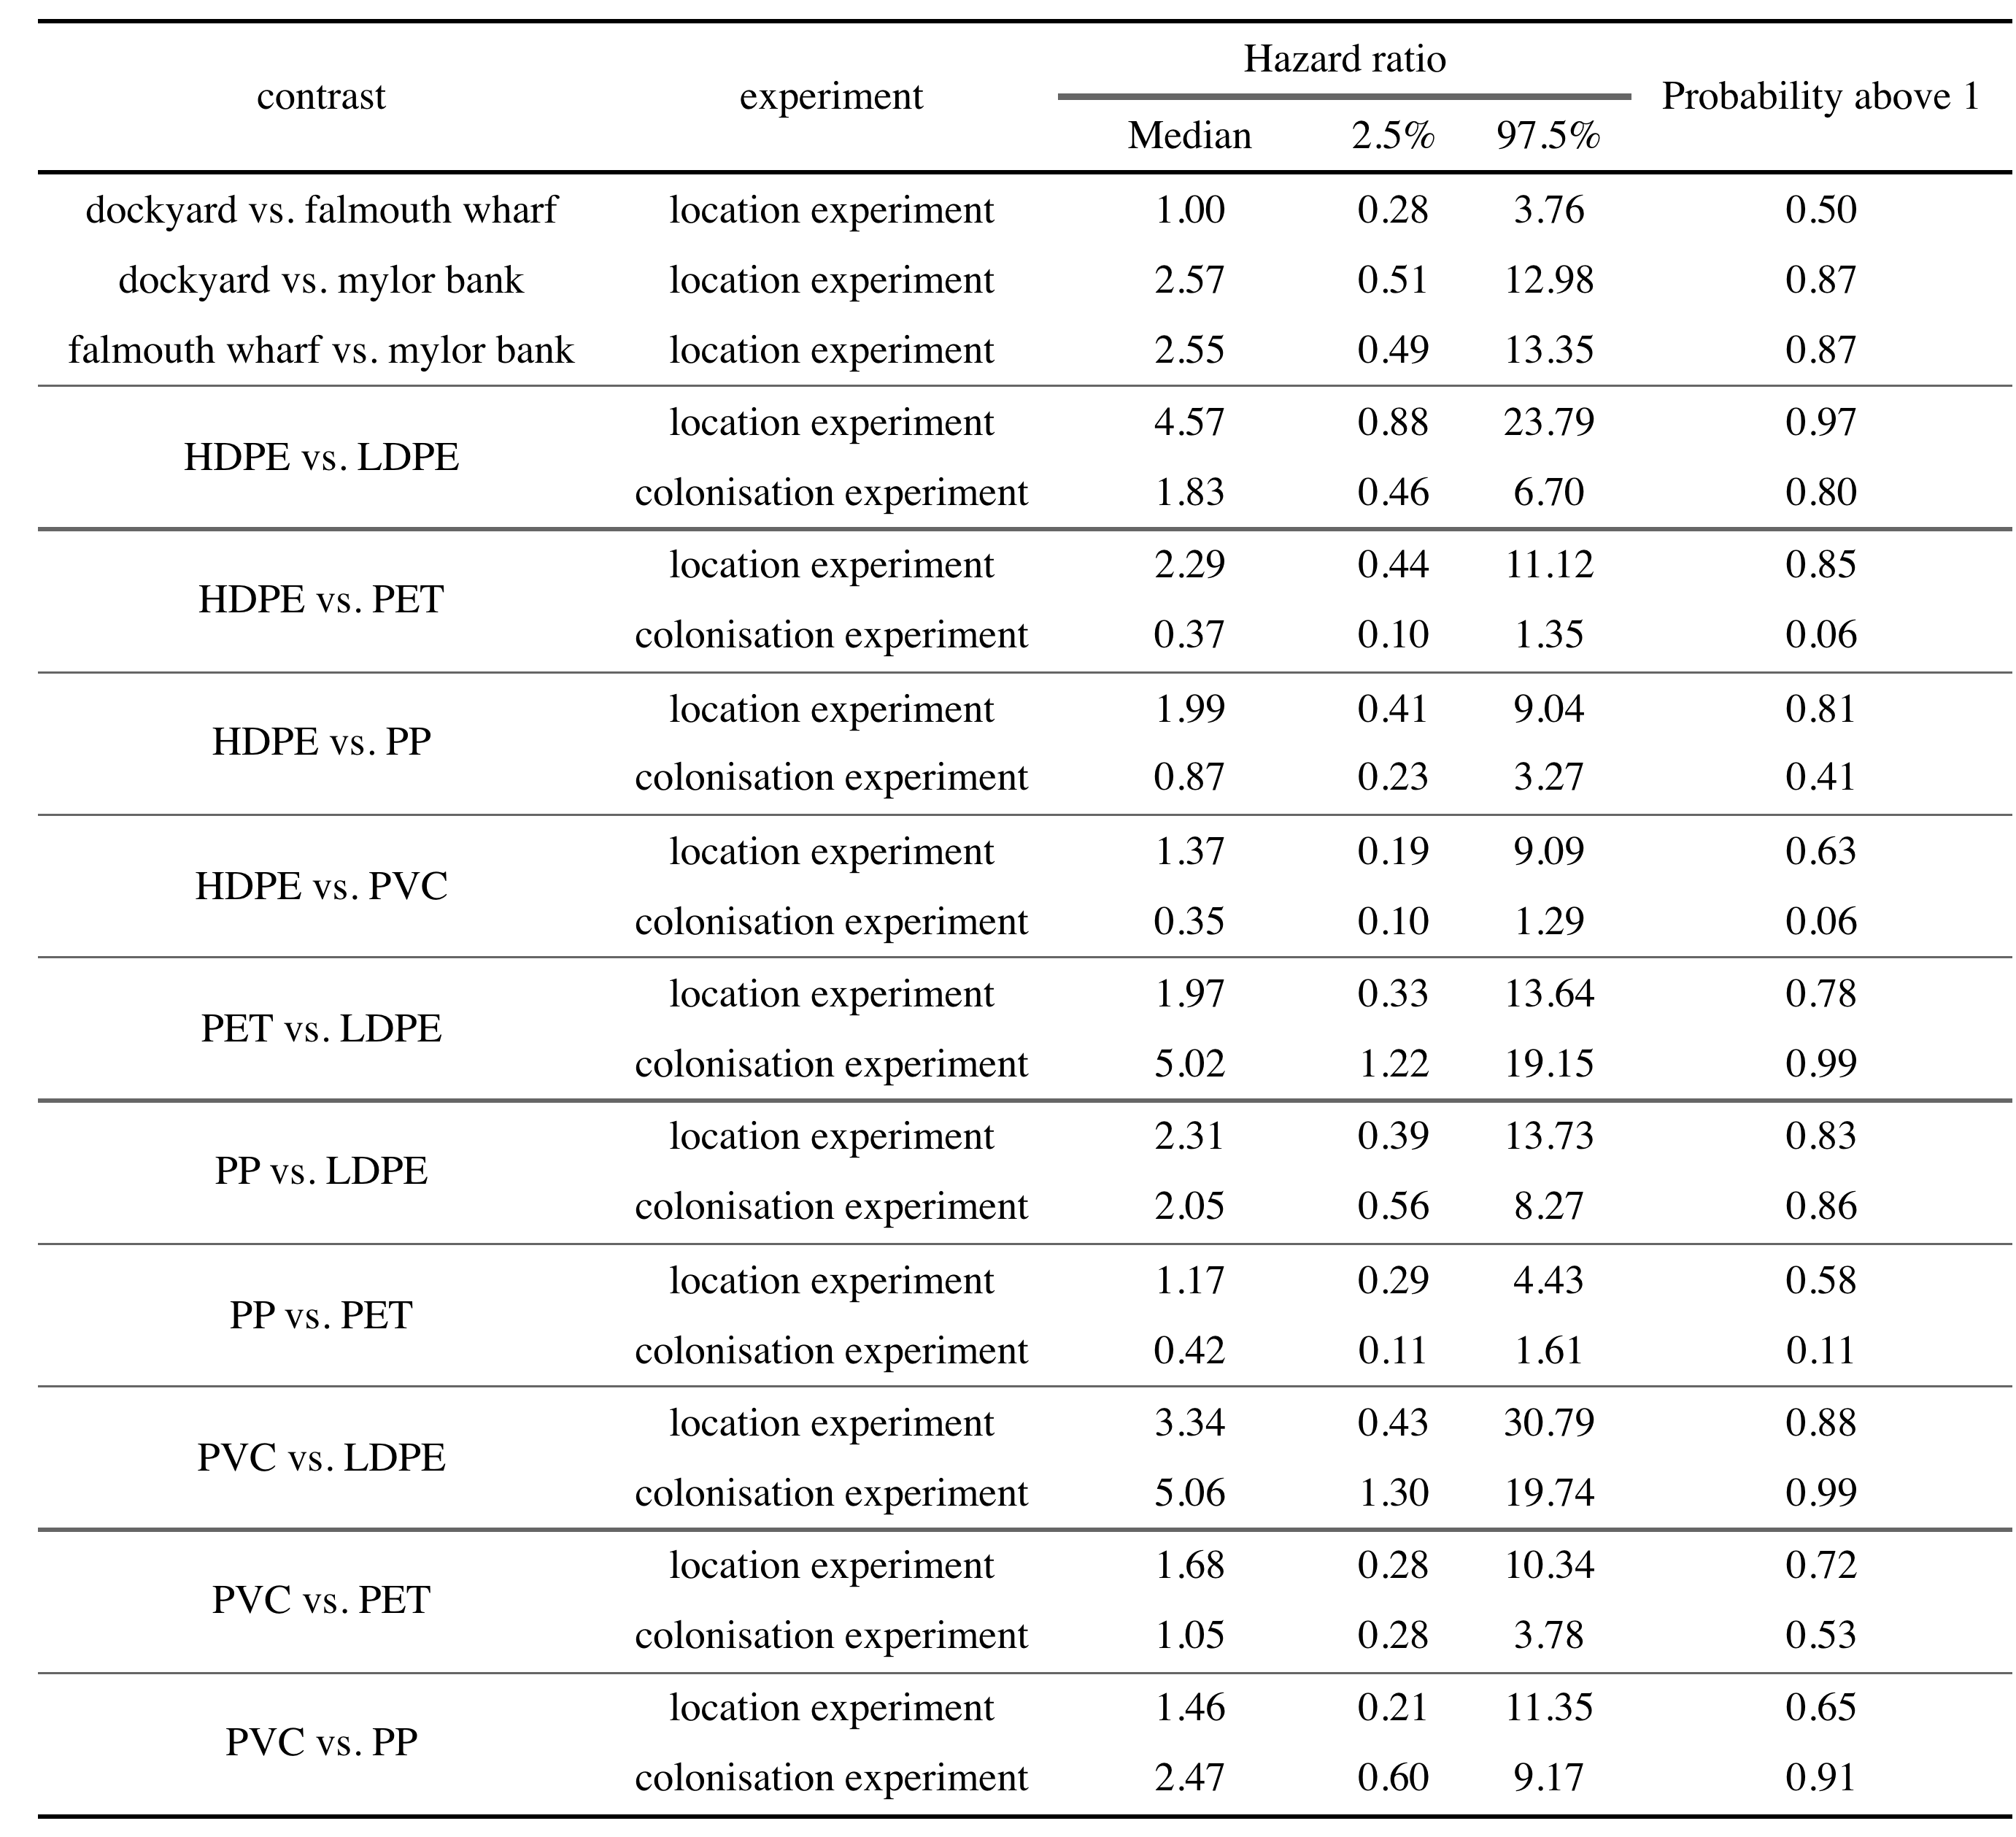 contrast experiment Hazard ratio Probability above 1
Median 2.5% 97.5%
dockyard vs. falmouth wharf location experiment 1.00 0.28 3.76 0.50
dockyard vs. mylor bank location experiment 2.57 0.51 12.98 0.87
falmouth wharf vs. mylor bank location experiment 2.55 0.49 13.35 0.87
HDPE vs. LDPE location experiment 4.57 0.88 23.79 0.97
colonisation experiment 1.83 0.46 6.70 0.80
HDPE vs. PET location experiment 2.29 0.44 11.12 0.85
colonisation experiment 0.37 0.10 1.35 0.06
HDPE vs. PP location experiment 1.99 0.41 9.04 0.81
colonisation experiment 0.87 0.23 3.27 0.41
HDPE vs. PVC location experiment 1.37 0.19 9.09 0.63
colonisation experiment 0.35 0.10 1.29 0.06
PET vs. LDPE location experiment 1.97 0.33 13.64 0.78
colonisation experiment 5.02 1.22 19.15 0.99
PP vs. LDPE location experiment 2.31 0.39 13.73 0.83
colonisation experiment 2.05 0.56 8.27 0.86
PP vs. PET location experiment 1.17 0.29 4.43 0.58
colonisation experiment 0.42 0.11 1.61 0.11
PVC vs. LDPE location experiment 3.34 0.43 30.79 0.88
colonisation experiment 5.06 1.30 19.74 0.99
PVC vs. PET location experiment 1.68 0.28 10.34 0.72
colonisation experiment 1.05 0.28 3.78 0.53
PVC vs. PP location experiment 1.46 0.21 11.35 0.65
colonisation experiment 2.47 0.60 9.17 0.91